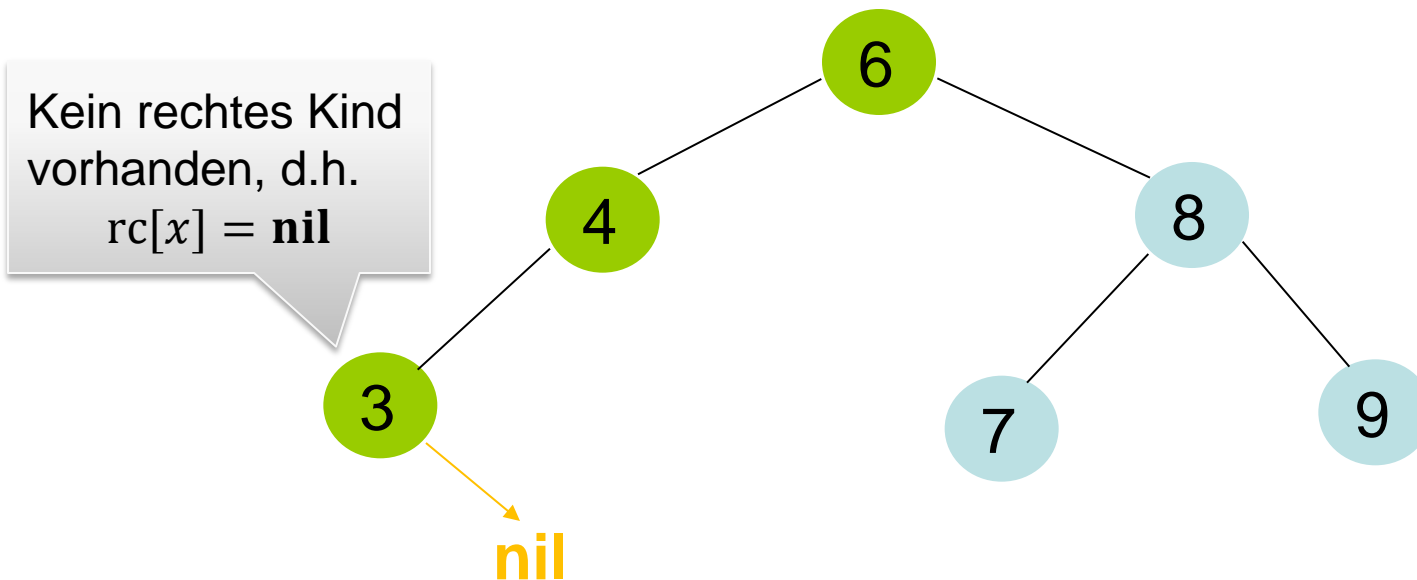 6
Kein rechtes Kind
vorhanden, d.h.
rc[x] = nil
4
8
3
7
9
nil